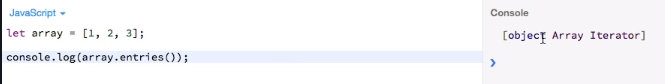 JavaScript
let array = [1, 2, 3];
console.log(array.entries());
Console
[object Array Iterator]